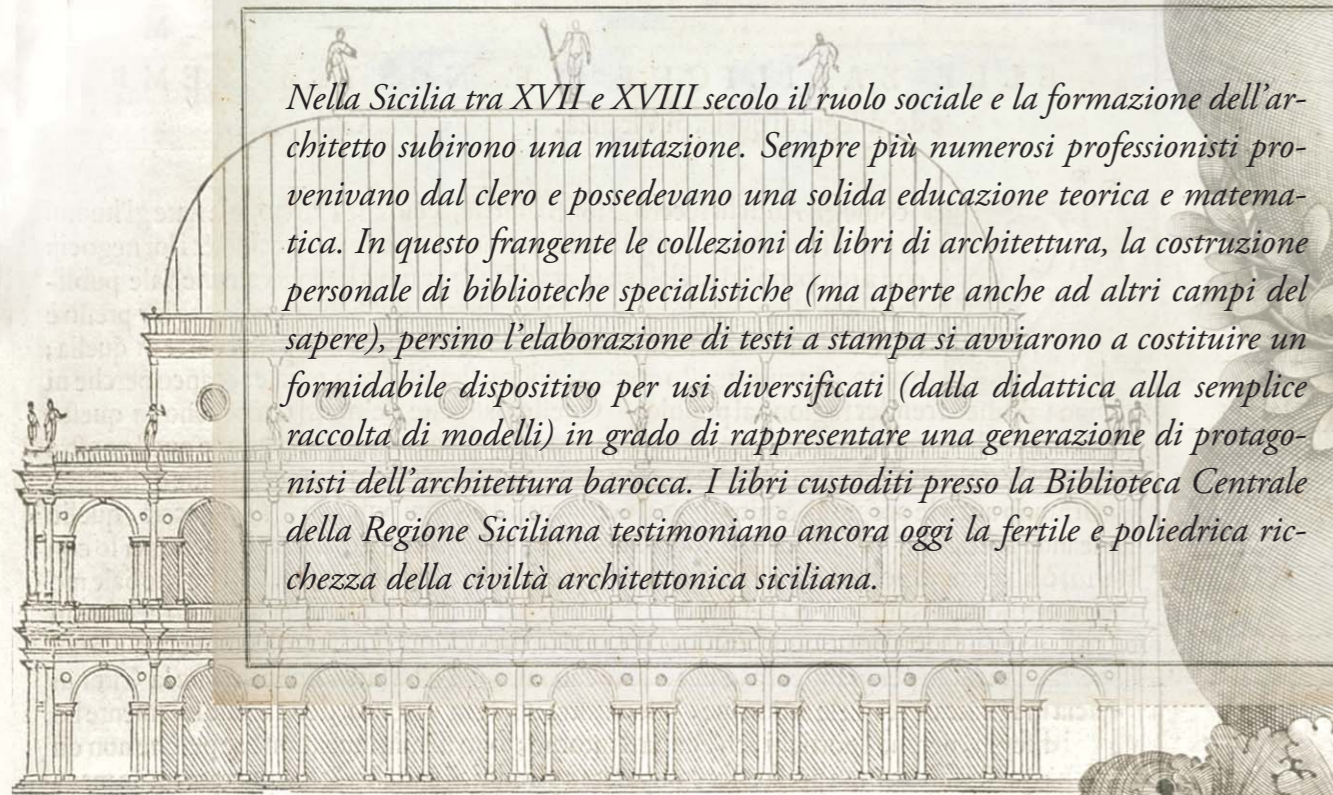 Nella Sicilia tra XVII e XVIII secolo il ruolo sociale e la formazione dell'ar-
chitetto subirono una mutazione. Sempre più numerosi professionisti pro-
venivano dal clero e possedevano una solida educazione teorica e matema-
tica. In questo frangente le collezioni di libri di architettura, la costruzione
personale di biblioteche specialistiche (ma aperte anche ad altri campi del
sapere), persino l'elaborazione di testi a stampa si avviarono a costituire un
formidabile dispositivo per usi diversificati (dalla didattica alla semplice
raccolta di modelli) in grado di rappresentare una generazione di protago-
nisti dell'architettura barocca. I libri custoditi presso la Biblioteca Centrale
della Regione Siciliana testimoniano ancora oggi la fertile e poliedrica ric-
chezza della civiltà architettonica siciliana.